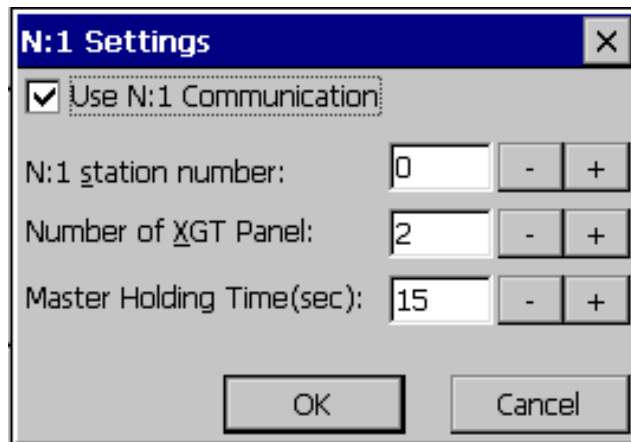 N:1 Settings
Use N:1 Communication
N:1 station number: 0 - +
Number of XGT Panel: 2 - +
Master Holding Time(sec): 15 - +
OK Cancel